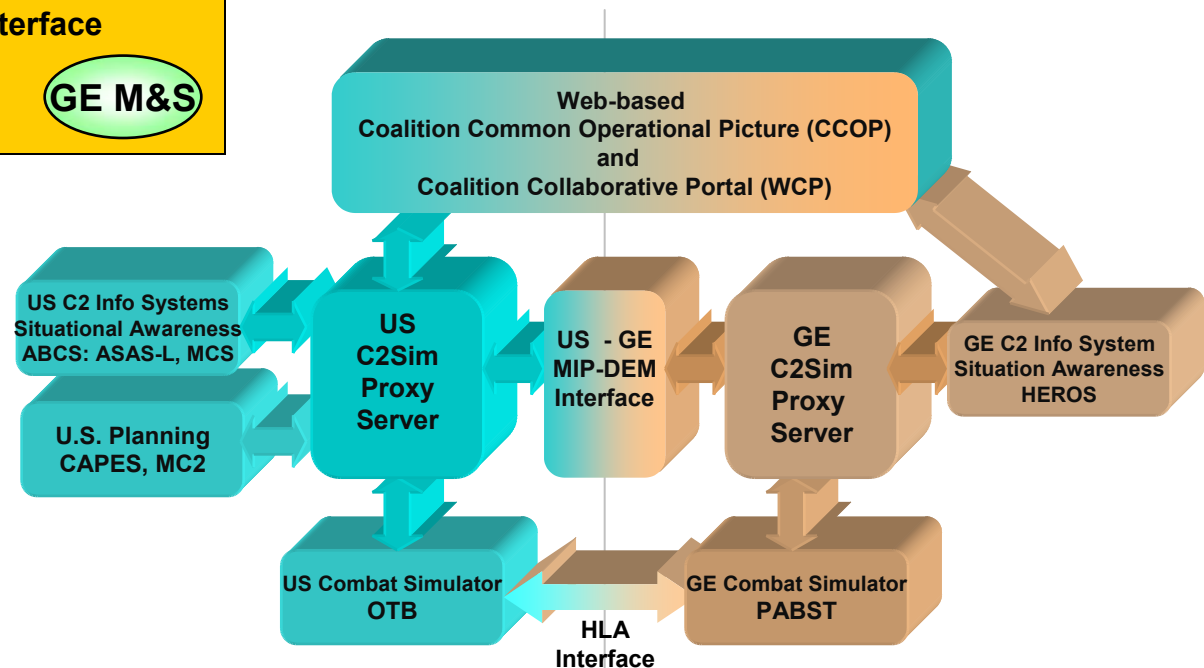 terface
GE M&S
Web-based
Coalition Common Operational Picture (CCOP)
and
Coalition Collaborative Portal (WCP)
US C2 Info Systems
Situational Awareness
ABCS: ASAS-L, MCS
U.S. Planning
CAPES, MC2
US
C2Sim
Proxy
Server
US - GE
MIP-DEM
Interface
GE
C2Sim
Proxy
Server
GE C2 Info System
Situation Awareness
HEROS
US Combat Simulator
OTB
HLA
Interface
GE Combat Simulator
PABST